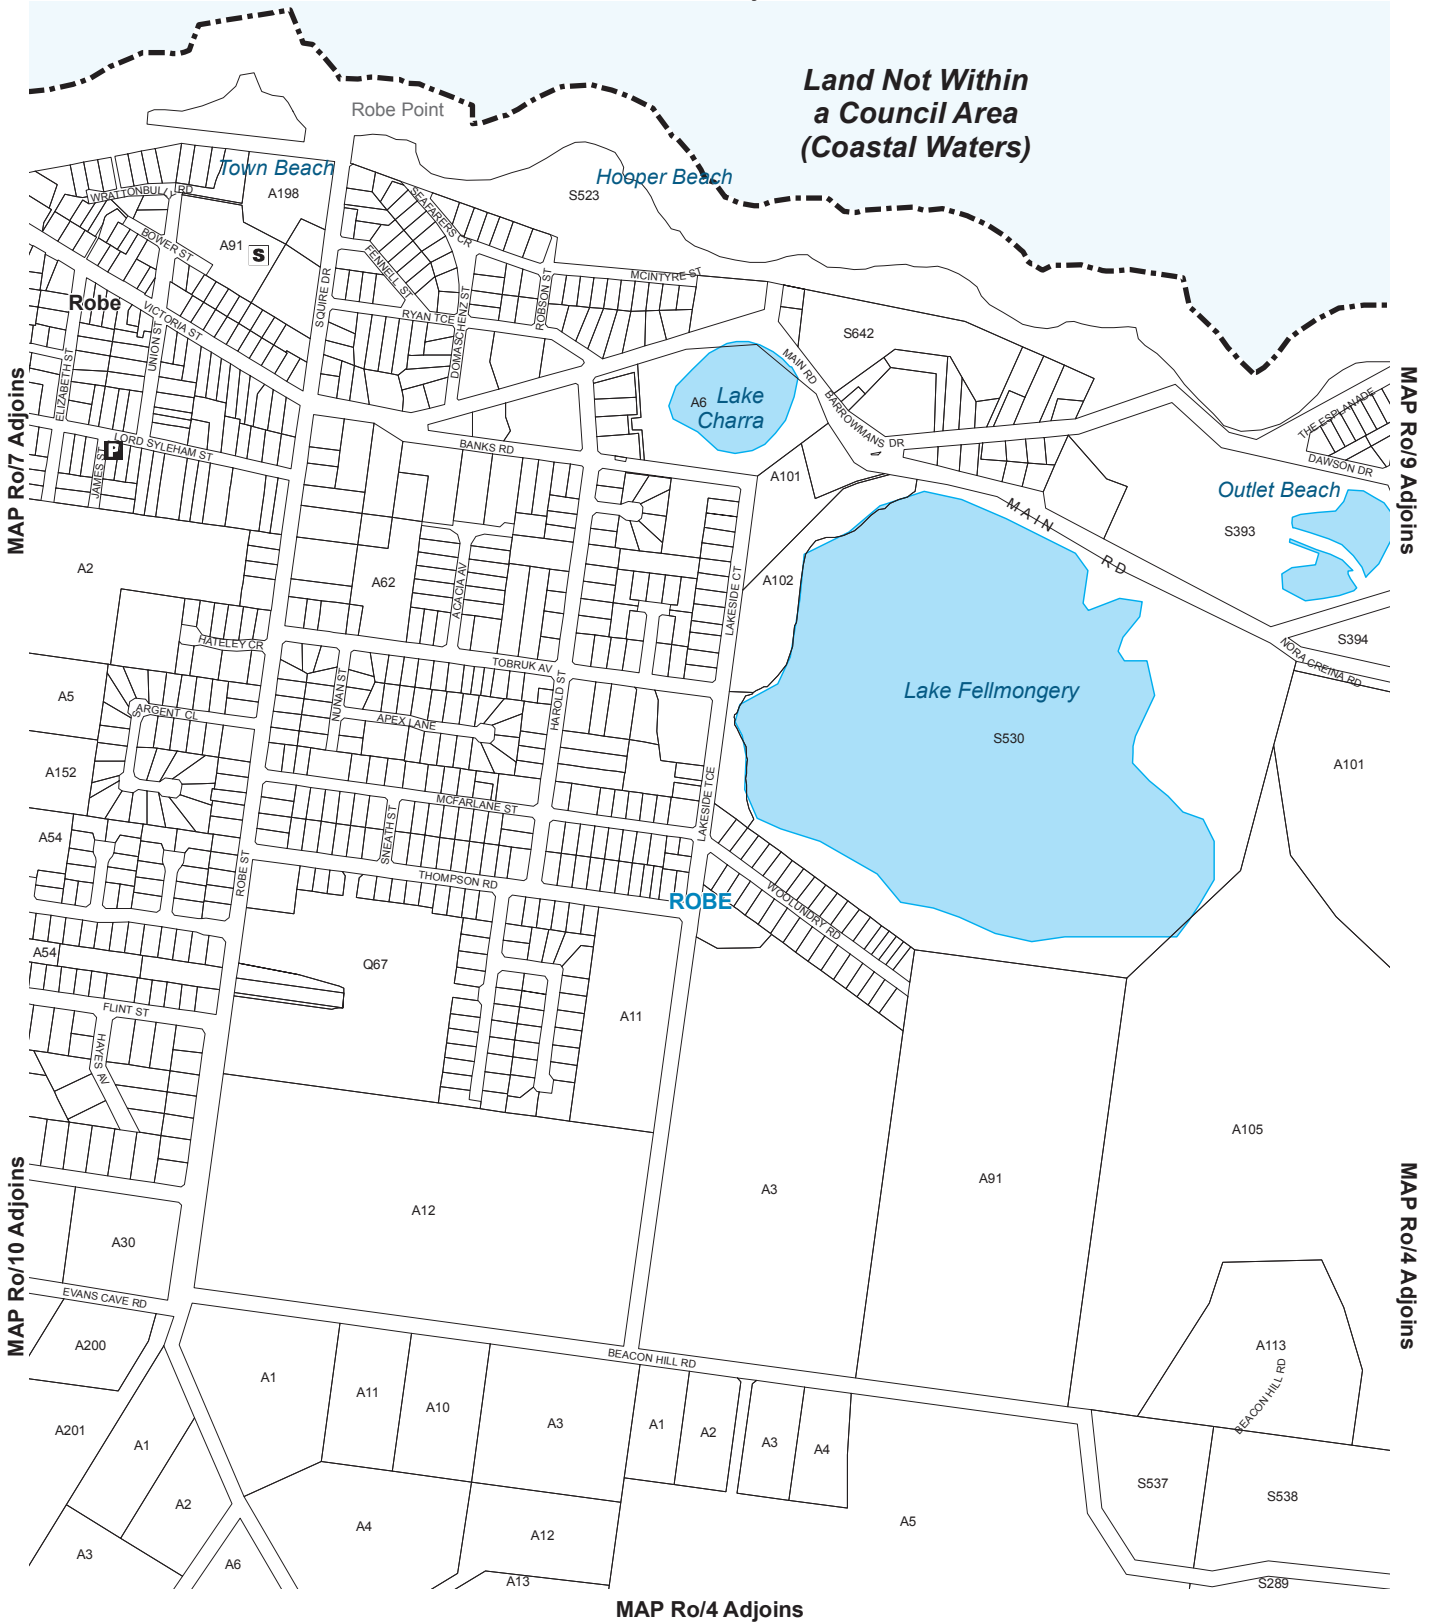 Land Not Within
a Council Area
(Coastal Waters)
Robe Point
Town Beach
Hooper Beach
S523
A198
WRATTONBULLY RD
SEAFARERS CR
BOWER ST
A91
S
FENNELL ST
MCINTYRE ST
SQUIRE DR
ROBSON ST
Robe
VICTORIA ST
RYAN TCE
DOMASCHENZ ST
UNION ST
S642
MAIN RD
ELIZABETH ST
MAP Ro/7 Adjoins
MAP Ro/9 Adjoins
A6
Lake
Charra
BARROWMANS DR
THE ESPLANADE
LORD SYLEHAM ST
P
JAMES ST
BANKS RD
DAWSON DR
A101
Outlet Beach
MAIN RD
S393
A2
A62
ACACIA AV
A102
LAKESIDE CT
HATELEY CR
S394
NORA CREINA RD
TOBRUK AV
A5
NUNAN ST
HAROLD ST
Lake Fellmongery
S530
ARGENT CL
APEX LANE
A152
A101
MCFARLANE ST
LAKESIDE TCE
SNEATH ST
A54
ROBE ST
THOMPSON RD
ROBE
WOOLUNDRY RD
A54
Q67
FLINT ST
A11
HAYES AV
A105
A3
A91
A12
MAP Ro/10 Adjoins
MAP Ro/4 Adjoins
A30
EVANS CAVE RD
A200
BEACON HILL RD
A113
BEACON HILL RD
A1
A11
A10
A3
A1
A2
A3
A4
A201
A1
S537
S538
A2
A4
A12
A5
A3
A6
A13
S289
MAP Ro/4 Adjoins